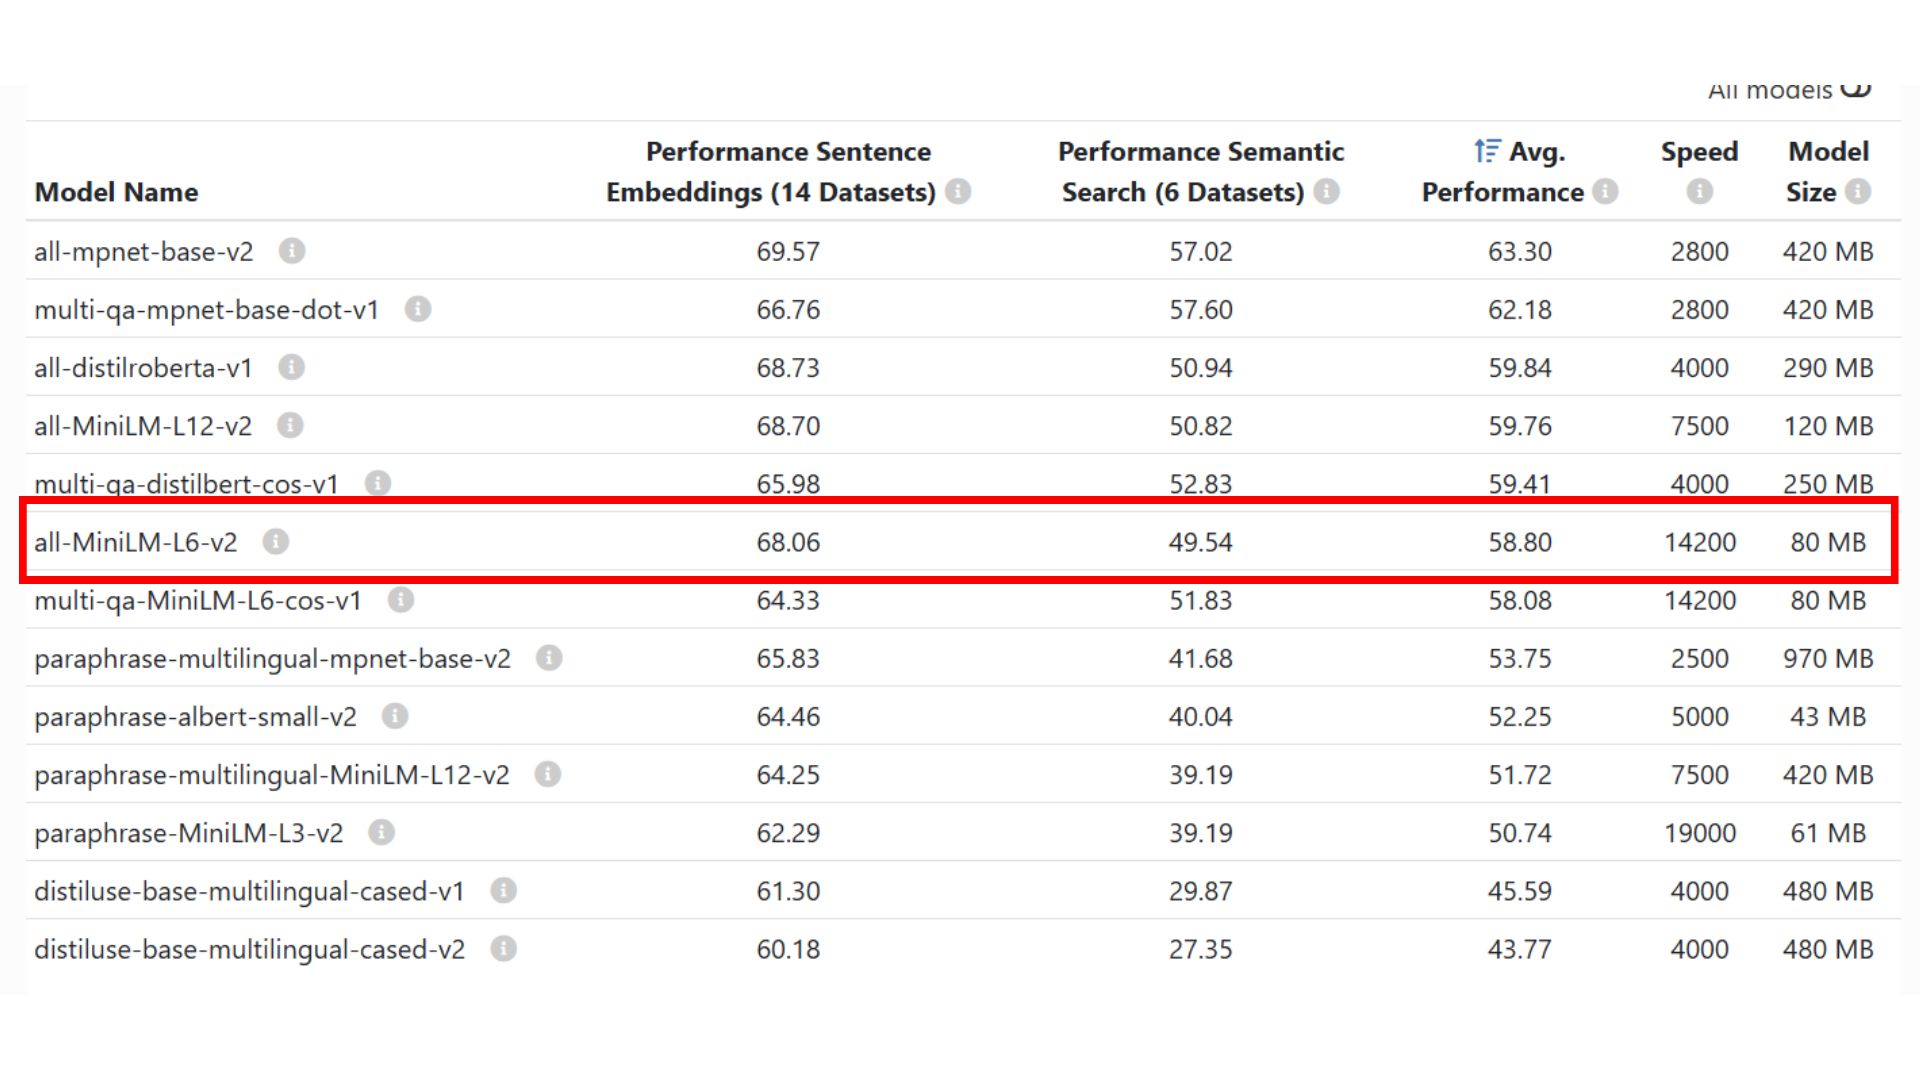 All models
Performance Sentence Performance Semantic Avg. Speed Model
Model Name Embeddings (14 Datasets) Search (6 Datasets) Performance Size
all-mpnet-base-v2 69.57 57.02 63.30 2800 420 MB
multi-qa-mpnet-base-dot-v1 66.76 57.60 62.18 2800 420 MB
all-distilroberta-v1 68.73 50.94 59.84 4000 290 MB
all-MiniLM-L12-v2 68.70 50.82 59.76 7500 120 MB
multi-qa-distilbert-cos-v1 65.98 52.83 59.41 4000 250 MB
all-MiniLM-L6-v2 68.06 49.54 58.80 14200 80 MB
multi-qa-MiniLM-L6-cos-v1 64.33 51.83 58.08 14200 80 MB
paraphrase-multilingual-mpnet-base-v2 65.83 41.68 53.75 2500 970 MB
paraphrase-albert-small-v2 64.46 40.04 52.25 5000 43 MB
paraphrase-multilingual-MiniLM-L12-v2 64.25 39.19 51.72 7500 420 MB
paraphrase-MiniLM-L3-v2 62.29 39.19 50.74 19000 61 MB
distiluse-base-multilingual-cased-v1 61.30 29.87 45.59 4000 480 MB
distiluse-base-multilingual-cased-v2 60.18 27.35 43.77 4000 480 MB